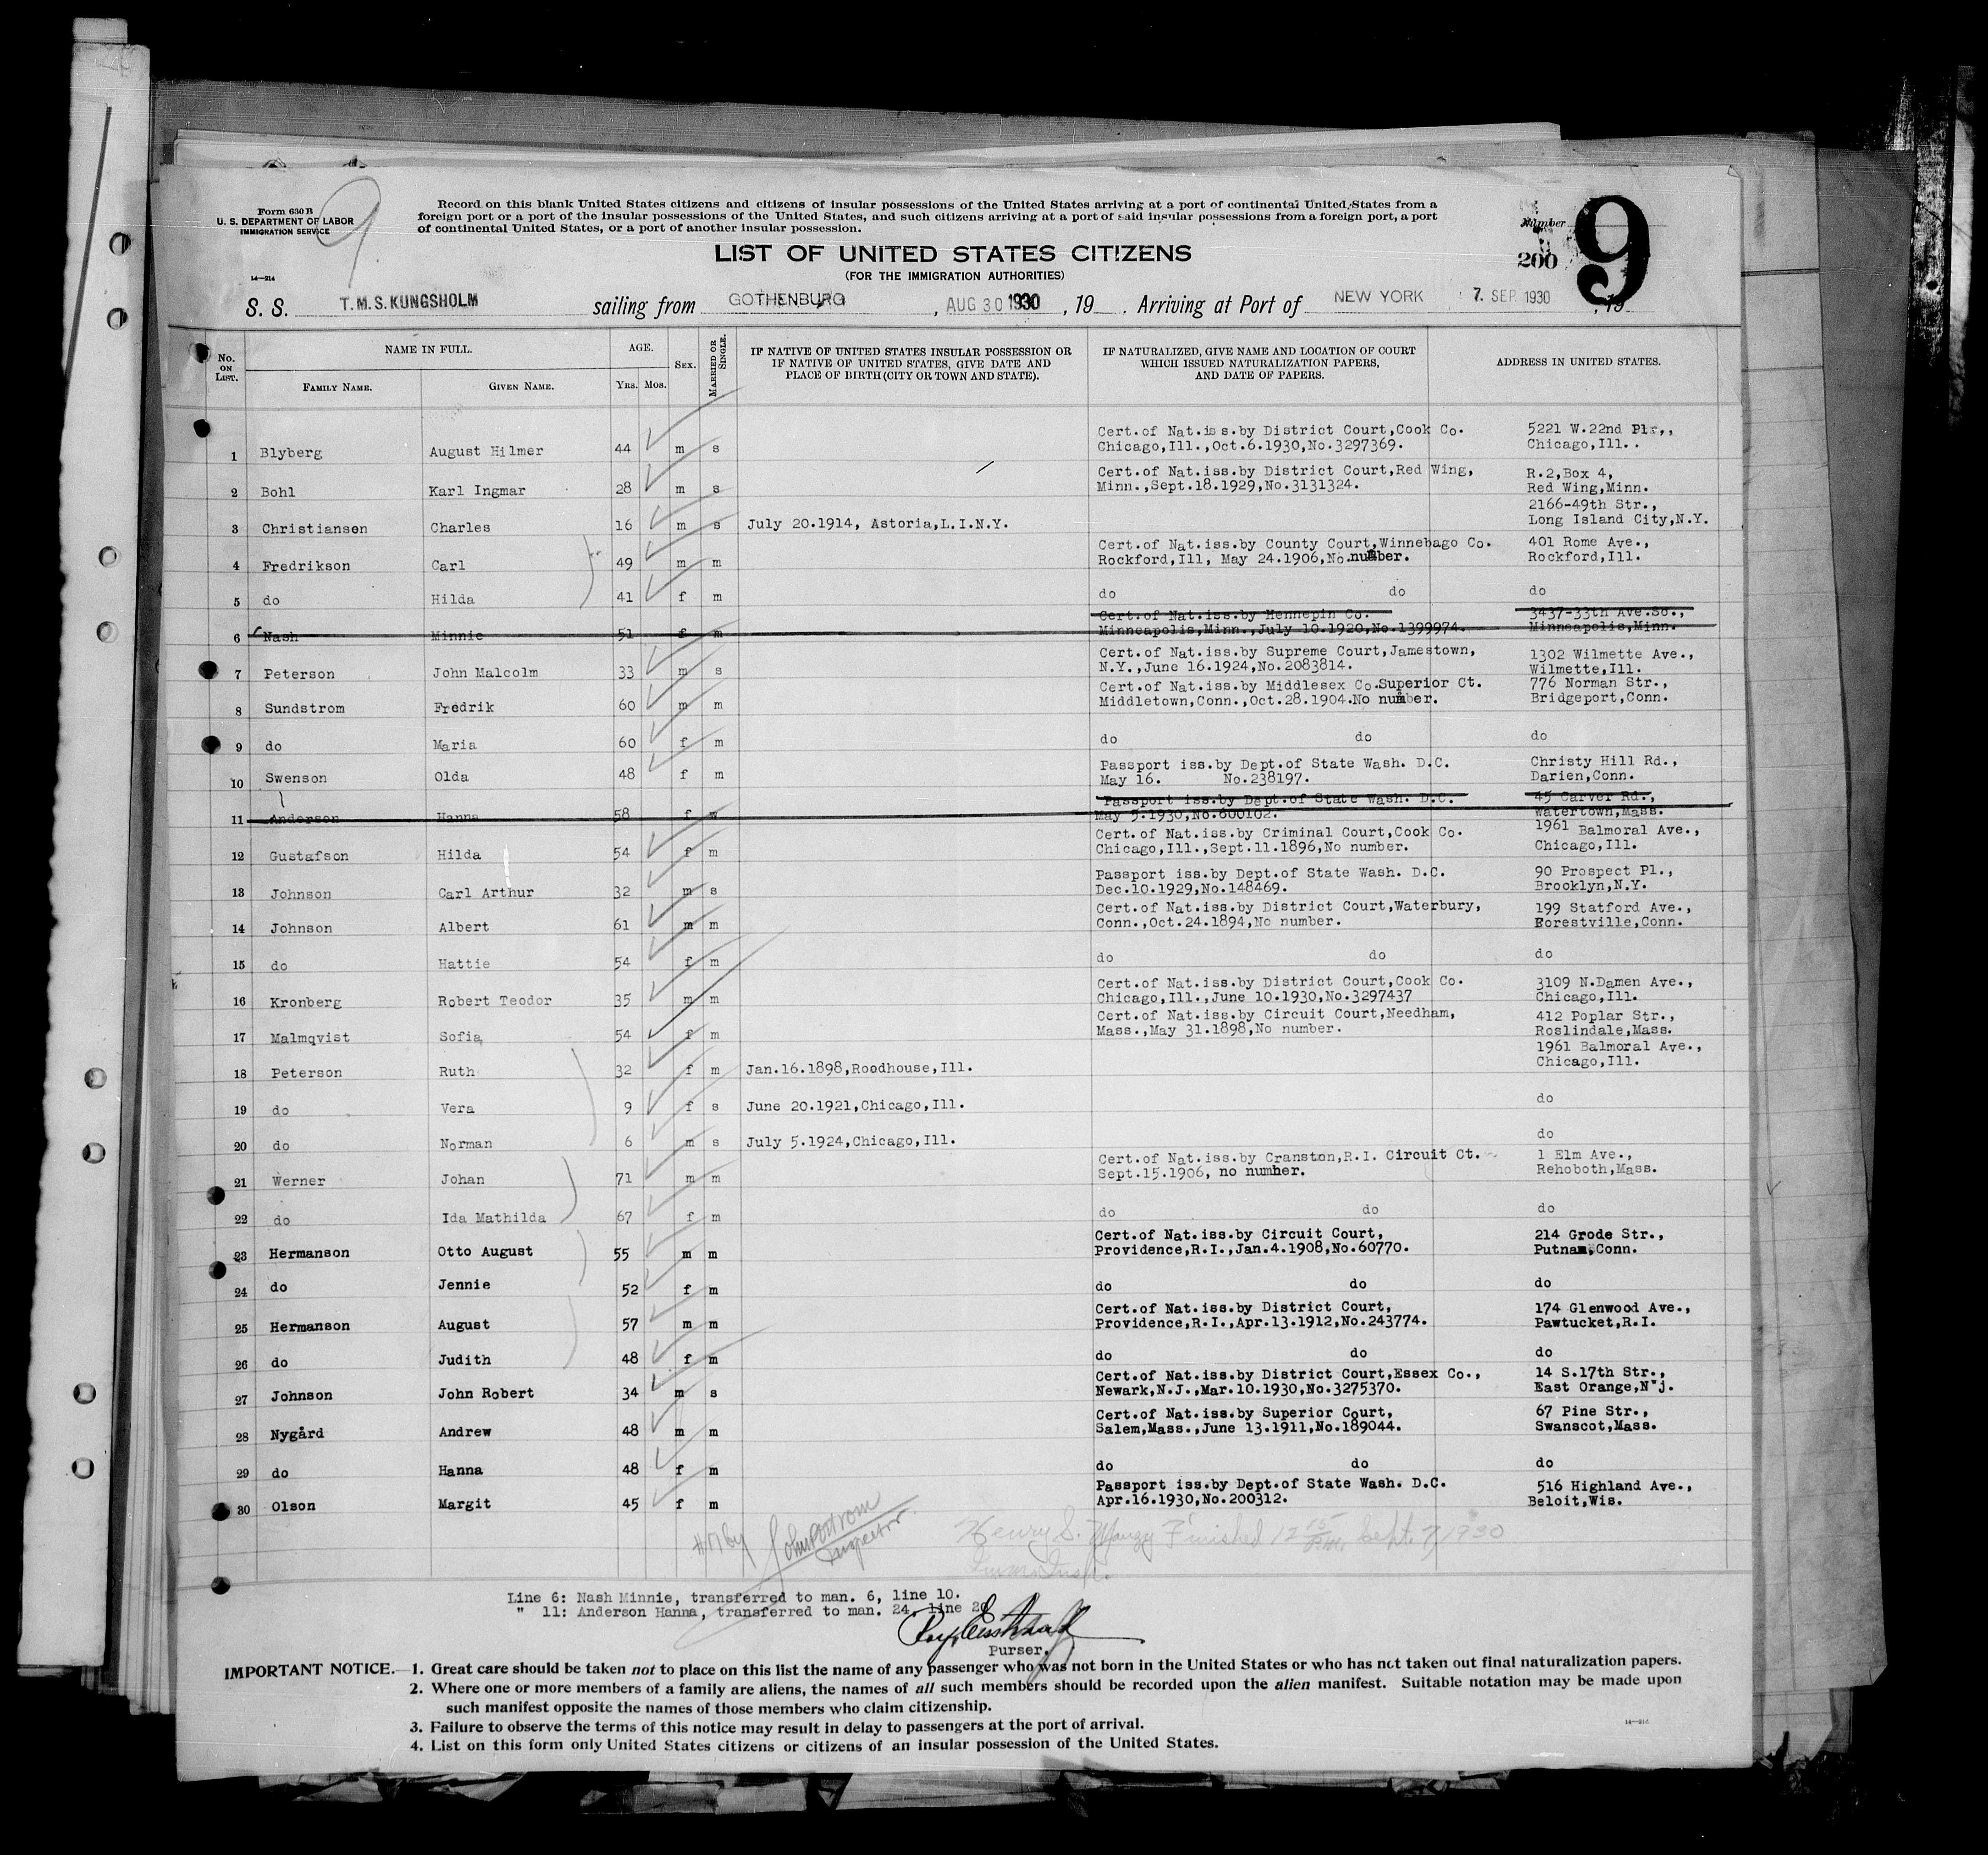 Form 630 B
U. S. DEPARTMENT OF LABOR
IMMIGRATION SERVICE
14—214
9
Record on this blank United States citizens and citizens of insular possessions of the United States arriving at a port of continental United States from a
foreign port or a port of the insular possessions of the United States, and such citizens arriving at a port of said insular possessions from a foreign port, a port
of continental United States, or a port of another insular possession.
Number
9
200
LIST OF UNITED STATES CITIZENS
(FOR THE IMMIGRATION AUTHORITIES)
S. S. T.M.S.KUNGSHOLM sailing from GOTHENBURG, AUG 30 1930, 19 . Arriving at Port of NEW YORK 7. SEP. 1930, 19
No. ON LIST. NAME IN FULL. AGE. SEX. MARRIED OR SINGLE. IF NATIVE OF UNITED STATES INSULAR POSSESSION OR IF NATIVE OF UNITED STATES, GIVE DATE AND PLACE OF BIRTH (CITY OR TOWN AND STATE). IF NATURALIZED, GIVE NAME AND LOCATION OF COURT WHICH ISSUED NATURALIZATION PAPERS, AND DATE OF PAPERS. ADDRESS IN UNITED STATES.
FAMILY NAME. GIVEN NAME. YRS. MOS.
Cert.of Nat.is s.by District Court,Cook Co. 5221 W.22nd Plr,,
1 Blyberg August Hilmer 44 m s Chicago,Ill.,Oct.6.1930,No.3297369. Chicago,Ill. .
Cert.of Nat.iss.by District Court,Red Wing, R.2,Box 4,
2 Bohl Karl Ingmar 28 m s Minn.,Sept.18.1929,No.3131324. Red Wing,Minn.
2166-49th Str.,
3 Christiansen Charles 16 m s July 20.1914, Astoria,L.I.N.Y. Long Island City,N.Y.
Cert.of Nat.iss.by County Court,Winnebago Co. 401 Rome Ave.,
4 Fredrikson Carl 49 m m Rockford,Ill, May 24.1906,No.number. Rockford,Ill.
5 do Hilda 41 f m do do do
Cert.of Nat.iss.by Hennepin Co. 3437-33th Ave.So.,
6 Nash Minnie 51 f m Minneapolis,Minn.,July 10.1920,No.1399974. Minneapolis,Minn.
Cert.of Nat.iss.by Supreme Court,Jamestown, 1302 Wilmette Ave.,
7 Peterson John Malcolm 33 m s N.Y.,June 16.1924,No.2083814. Wilmette,Ill.
Cert.of Nat.iss.by Middlesex Co.Superior Ct. 776 Norman Str.,
8 Sundstrom Fredrik 60 m m Middletown,Conn.,Oct.28.1904.No number. Bridgeport,Conn.
9 do Maria 60 f m do do do
Passport iss.by Dept.of State Wash. D.C. Christy Hill Rd.,
10 Swenson Olda 48 f m May 16. No.238197. Darien,Conn.
Passport iss.by Dept.of State Wash. D.C. 45 Carver Rd.,
11 Anderson Hanna 58 f w May 5.1930,No.600102. Watertown,Mass.
Cert.of Nat.iss.by Criminal Court,Cook Co. 1961 Balmoral Ave.,
12 Gustafson Hilda 54 f m Chicago,Ill.,Sept.11.1896,No number. Chicago,Ill.
Passport iss.by Dept.of State Wash. D.C. 90 Prospect Pl.,
13 Johnson Carl Arthur 32 m s Dec.10.1929,No.148469. Brooklyn,N.Y.
Cert.of Nat.iss.by District Court,Waterbury, 199 Statford Ave.,
14 Johnson Albert 61 m m Conn.,Oct.24.1894,No number. Forestville,Conn.
15 do Hattie 54 f m do do do
Cert.of Nat.iss.by District Court,Cook Co. 3109 N.Damen Ave.,
16 Kronberg Robert Teodor 35 m m Chicago,Ill.,June 10.1930,No.3297437 Chicago,Ill.
Cert.of Nat.iss.by Circuit Court,Needham, 412 Poplar Str.,
17 Malmqvist Sofia 54 f m Mass.,May 31.1898,No number. Roslindale,Mass.
1961 Balmoral Ave.,
18 Peterson Ruth 32 f m Jan.16.1898,Roodhouse,Ill. Chicago,Ill.
19 do Vera 9 f s June 20.1921,Chicago,Ill. do
20 do Norman 6 m s July 5.1924,Chicago,Ill. do
Cert.of Nat.iss.by Cranston,R.I. Circuit Ct. 1 Elm Ave.,
21 Werner Johan 71 m m Sept.15.1906, no number. Rehoboth,Mass.
22 do Ida Mathilda 67 f m do do do
Cert.of Nat.iss.by Circuit Court, 214 Grode Str.,
23 Hermanson Otto August 55 m m Providence,R.I.,Jan.4.1908,No.60770. Putnam,Conn.
24 do Jennie 52 f m do do do
Cert.of Nat.iss.by District Court, 174 Glenwood Ave.,
25 Hermanson August 57 m m Providence,R.I.,Apr.13.1912,No.243774. Pawtucket,R.I.
26 do Judith 48 f m do do do
Cert.of Nat.iss.by District Court,Essex Co., 14 S.17th Str.,
27 Johnson John Robert 34 m s Newark,N.J.,Mar.10.1930,No.3275370. East Orange,N.j.
Cert.of Nat.iss.by Superior Court, 67 Pine Str.,
28 Nygård Andrew 48 m m Salem,Mass.,June 13.1911,No.189044. Swanscot,Mass.
29 do Hanna 48 f m do do do
Passport iss.by Dept.of State Wash. D.C. 516 Highland Ave.,
30 Olson Margit 45 f m Apr.16.1930,No.200312. Beloit,Wis.
Inspector
Henry S. Finished 12 15 P.M. Sept. 7, 1930
Line 6: Nash Minnie, transferred to man. 6, line 10.
" 11: Anderson Hanna, transferred to man. 24, line
Purser.
IMPORTANT NOTICE.—1. Great care should be taken not to place on this list the name of any passenger who was not born in the United States or who has not taken out final naturalization papers.
2. Where one or more members of a family are aliens, the names of all such members should be recorded upon the alien manifest. Suitable notation may be made upon
such manifest opposite the names of those members who claim citizenship.
3. Failure to observe the terms of this notice may result in delay to passengers at the port of arrival.
4. List on this form only United States citizens or citizens of an insular possession of the United States.